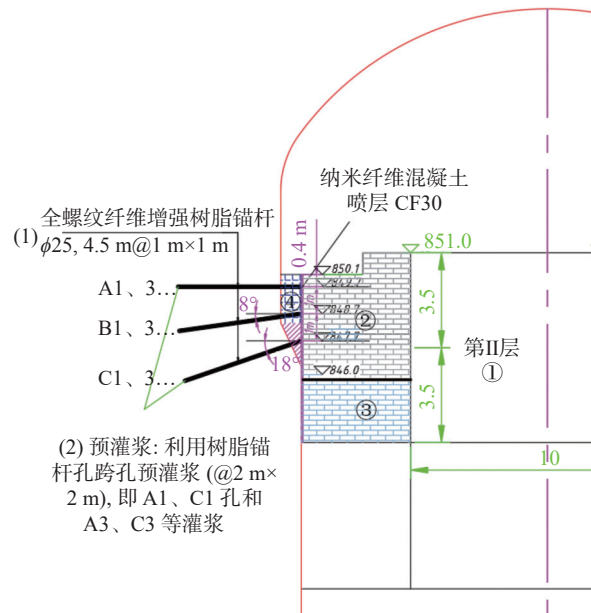 纳米纤维混凝土
喷层 CF30
全螺纹纤维增强树脂锚杆
(1) ϕ25, 4.5 m@1 m×1 m
0.4 m
851.0
850.1
A1、3…
④
8°
B1、3…
②
3.5
第II层
①
C1、3…
18°
846.0
③
3.5
10
(2) 预灌浆: 利用树脂锚
杆孔跨孔预灌浆 (@2 m×
2 m), 即 A1、C1 孔和
A3、C3 等灌浆